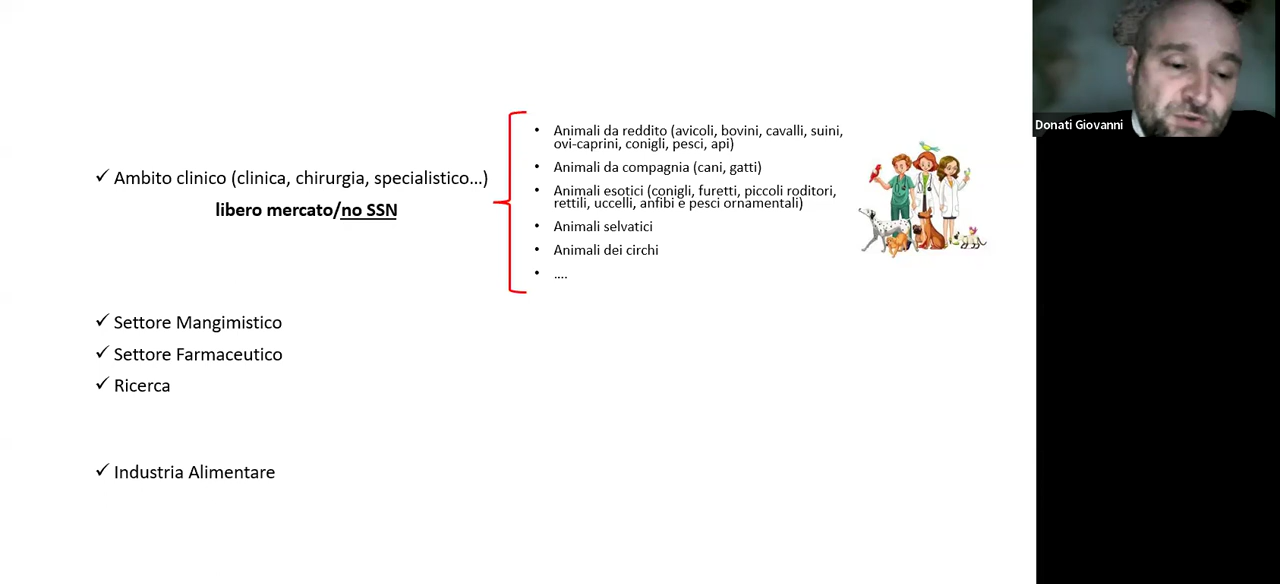 ✓ Ambito clinico (clinica, chirurgia, specialistico...)
libero mercato/no SSN
• Animali da reddito (avicoli, bovini, cavalli, suini,
ovi-caprini, conigli, pesci, api)
• Animali da compagnia (cani, gatti)
• Animali esotici (conigli, furetti, piccoli roditori,
rettili, uccelli, anfibi e pesci ornamentali)
• Animali selvatici
• Animali dei circhi
• ....
✓ Settore Mangimistico
✓ Settore Farmaceutico
✓ Ricerca
✓ Industria Alimentare
Donati Giovanni